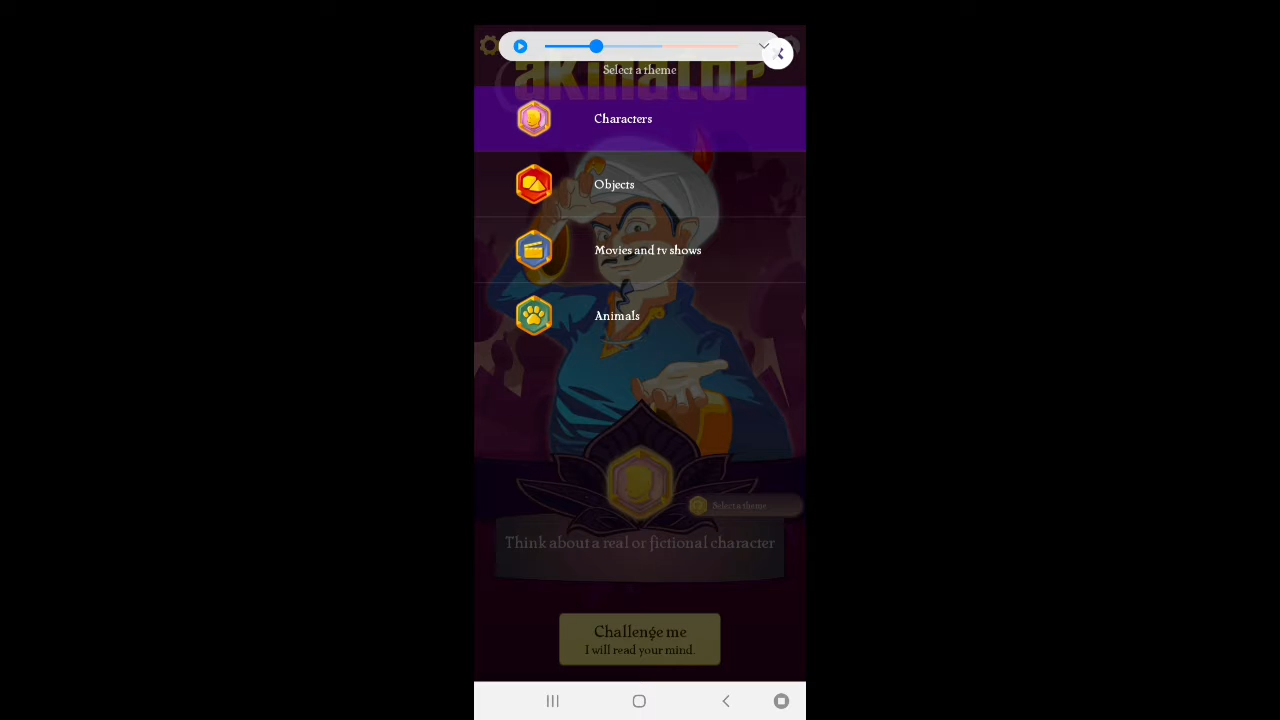 akinator
Select a theme
Characters
Objects
Movies and tv shows
Animals
Select a theme
Think about a real or fictional character
Challenge me
I will read your mind.